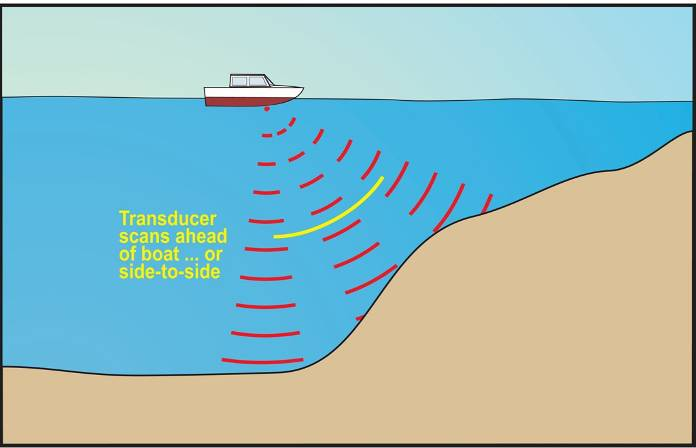 Transducer
scans ahead
of boat ... or
side-to-side